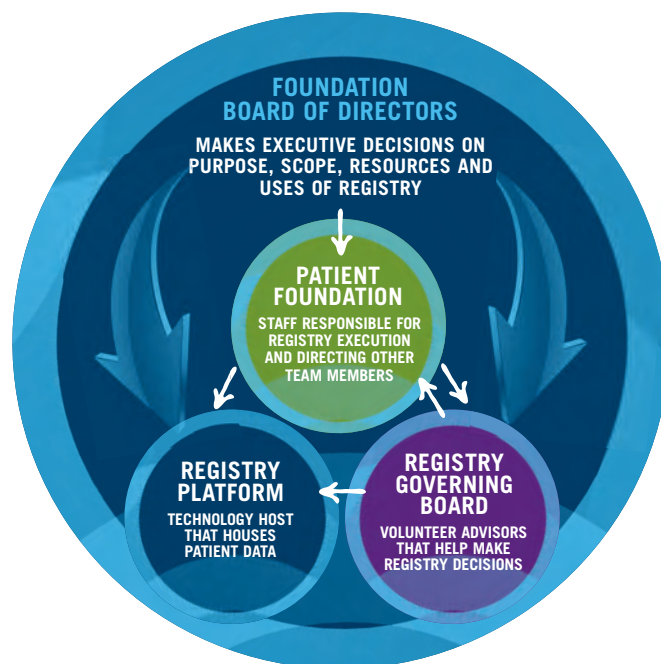 FOUNDATION
BOARD OF DIRECTORS
MAKES EXECUTIVE DECISIONS ON
PURPOSE, SCOPE, RESOURCES AND
USES OF REGISTRY
PATIENT
FOUNDATION
STAFF RESPONSIBLE FOR
REGISTRY EXECUTION
AND DIRECTING OTHER
TEAM MEMBERS
REGISTRY
PLATFORM
TECHNOLOGY HOST
THAT HOUSES
PATIENT DATA
REGISTRY
GOVERNING
BOARD
VOLUNTEER ADVISORS
THAT HELP MAKE
REGISTRY DECISIONS